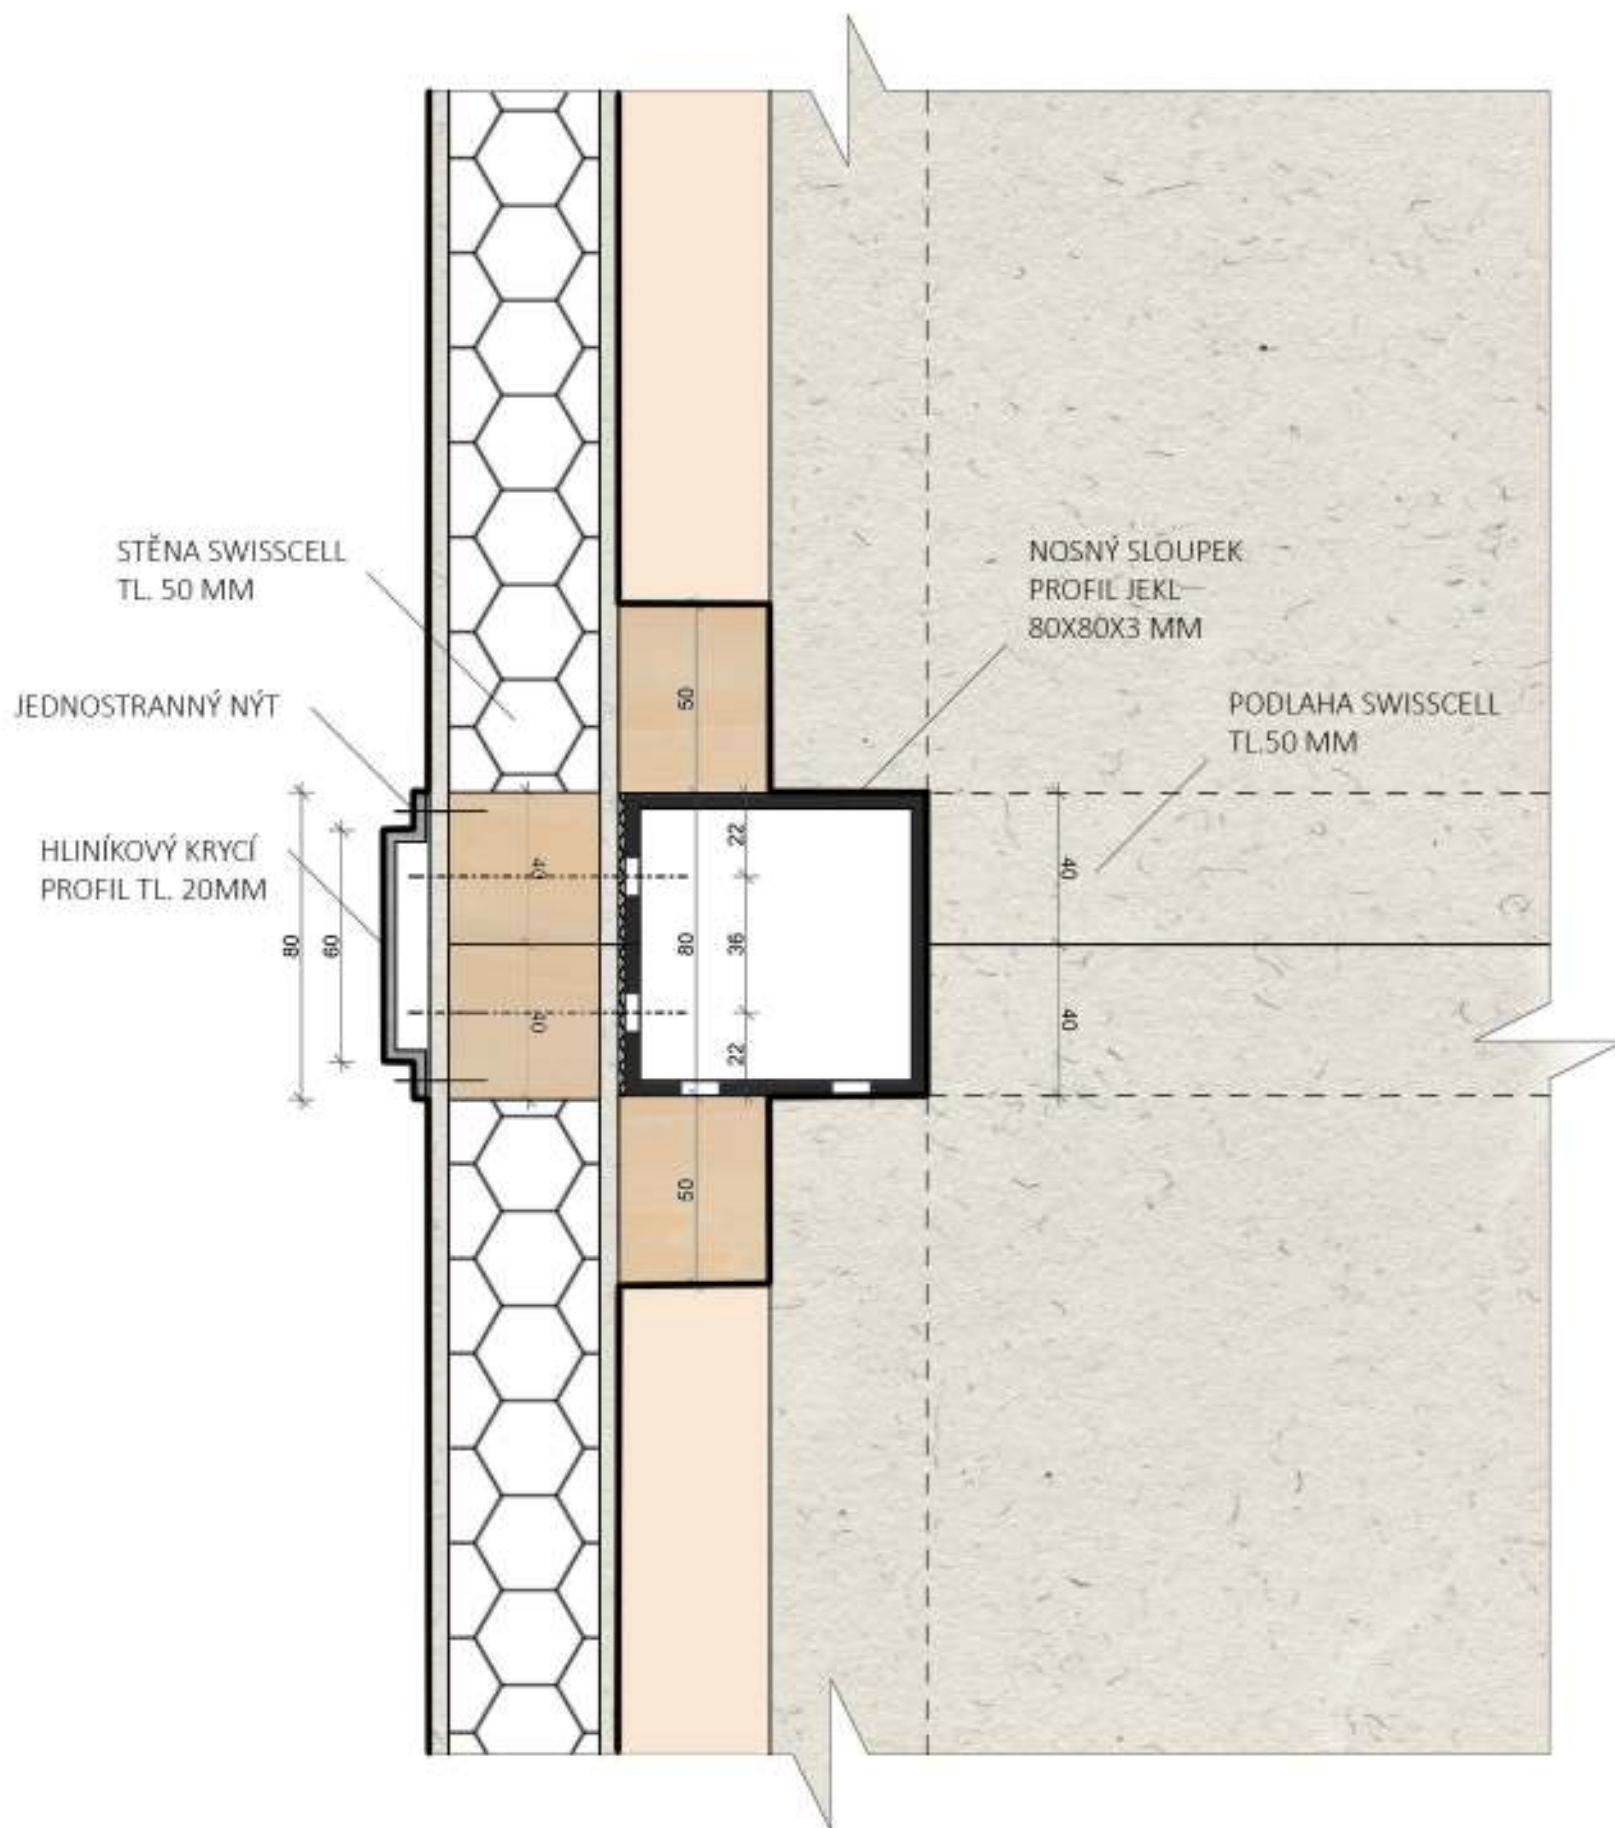 STĚNA SWISSCELL
TL. 50 MM
NOSNÝ SLOUPEK
PROFIL JEKL
80X80X3 MM
JEDNOSTRANNÝ NÝT
PODLAHA SWISSCELL
TL.50 MM
HLINÍKOVÝ KRYCÍ
PROFIL TL. 20MM
80
60
40
40
50
80
50
22
36
22
40
40